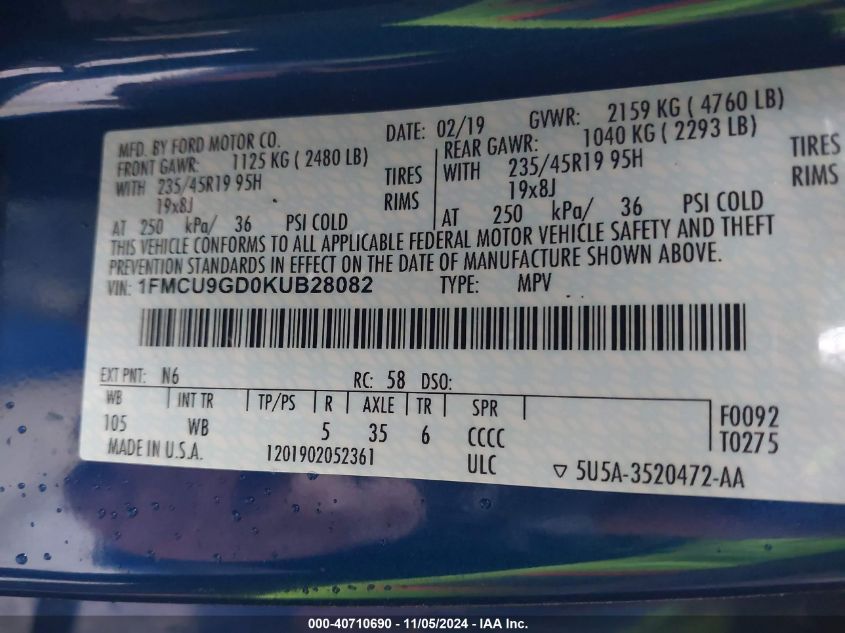 MFD. BY FORD MOTOR CO. DATE: 02/19 GVWR: 2159 KG ( 4760 LB)
FRONT GAWR: 1125 KG ( 2480 LB) REAR GAWR: 1040 KG ( 2293 LB)
WITH 235/45R19 95H TIRES WITH 235/45R19 95H TIRES
19x8J RIMS 19x8J RIMS
AT 250 kPa/ 36 PSI COLD AT 250 kPa/ 36 PSI COLD
THIS VEHICLE CONFORMS TO ALL APPLICABLE FEDERAL MOTOR VEHICLE SAFETY AND THEFT
PREVENTION STANDARDS IN EFFECT ON THE DATE OF MANUFACTURE SHOWN ABOVE.
VIN: 1FMCU9GD0KUB28082 TYPE: MPV
EXT PNT: N6 RC: 58 DSO:
WB INT TR TP/PS R AXLE TR SPR F0092
105 WB 5 35 6 CCCC T0275
MADE IN U.S.A. 1201902052361 ULC ▽ 5U5A-3520472-AA
000-40710690 - 11/05/2024 - IAA Inc.